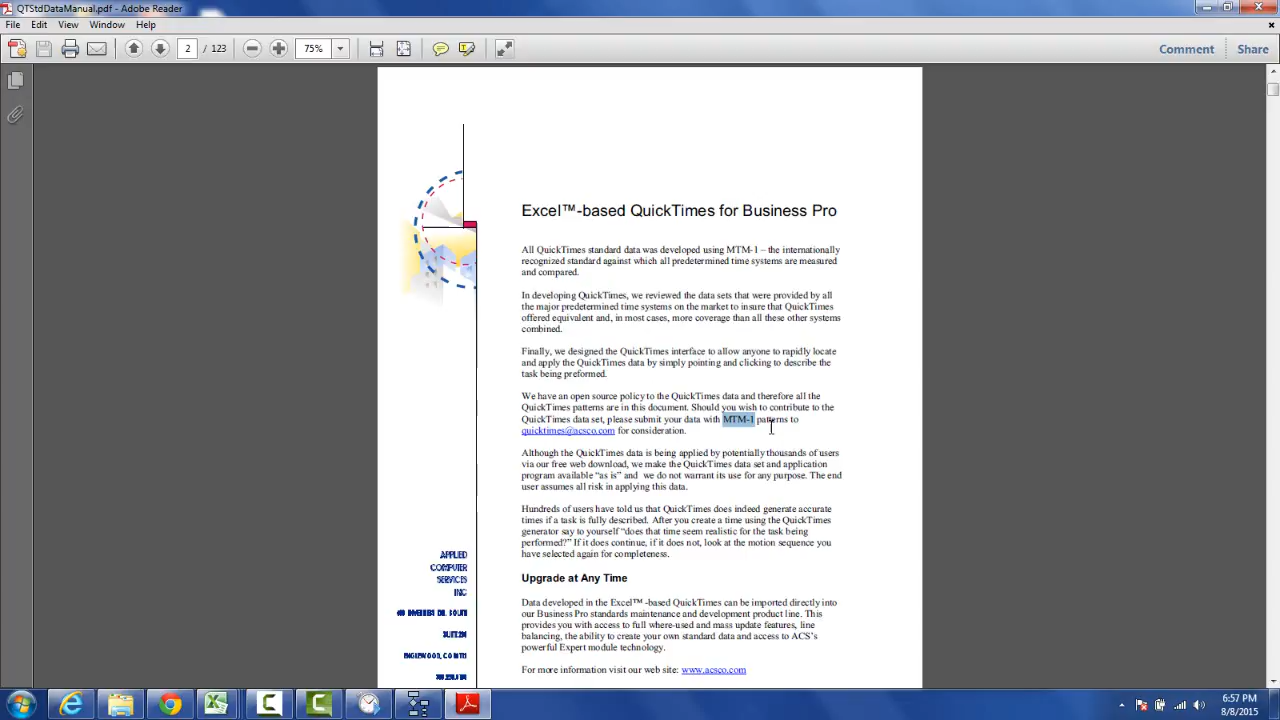 QTStdDataManual.pdf - Adobe Reader
File Edit View Window Help
2 / 123 75% Comment Share
Excel™-based QuickTimes for Business Pro
All QuickTimes standard data was developed using MTM-1 – the internationally
recognized standard against which all predetermined time systems are measured
and compared.
In developing QuickTimes, we reviewed the data sets that were provided by all
the major predetermined time systems on the market to insure that QuickTimes
offered equivalent and, in most cases, more coverage than all these other systems
combined.
Finally, we designed the QuickTimes interface to allow anyone to rapidly locate
and apply the QuickTimes data by simply pointing and clicking to describe the
task being preformed.
We have an open source policy to the QuickTimes data and therefore all the
QuickTimes patterns are in this document. Should you wish to contribute to the
QuickTimes data set, please submit your data with MTM-1 patterns to
quicktimes@acsco.com for consideration.
Although the QuickTimes data is being applied by potentially thousands of users
via our free web download, we make the QuickTimes data set and application
program available “as is” and we do not warrant its use for any purpose. The end
user assumes all risk in applying this data.
Hundreds of users have told us that QuickTimes does indeed generate accurate
times if a task is fully described. After you create a time using the QuickTimes
generator say to yourself “does that time seem realistic for the task being
performed?” If it does continue, if it does not, look at the motion sequence you
have selected again for completeness.
Upgrade at Any Time
Data developed in the Excel™ -based QuickTimes can be imported directly into
our Business Pro standards maintenance and development product line. This
provides you with access to full where-used and mass update features, line
balancing, the ability to create your own standard data and access to ACS’s
powerful Expert module technology.
For more information visit our web site: www.acsco.com
APPLIED
COMPUTER
SERVICES
INC
6:57 PM
8/8/2015